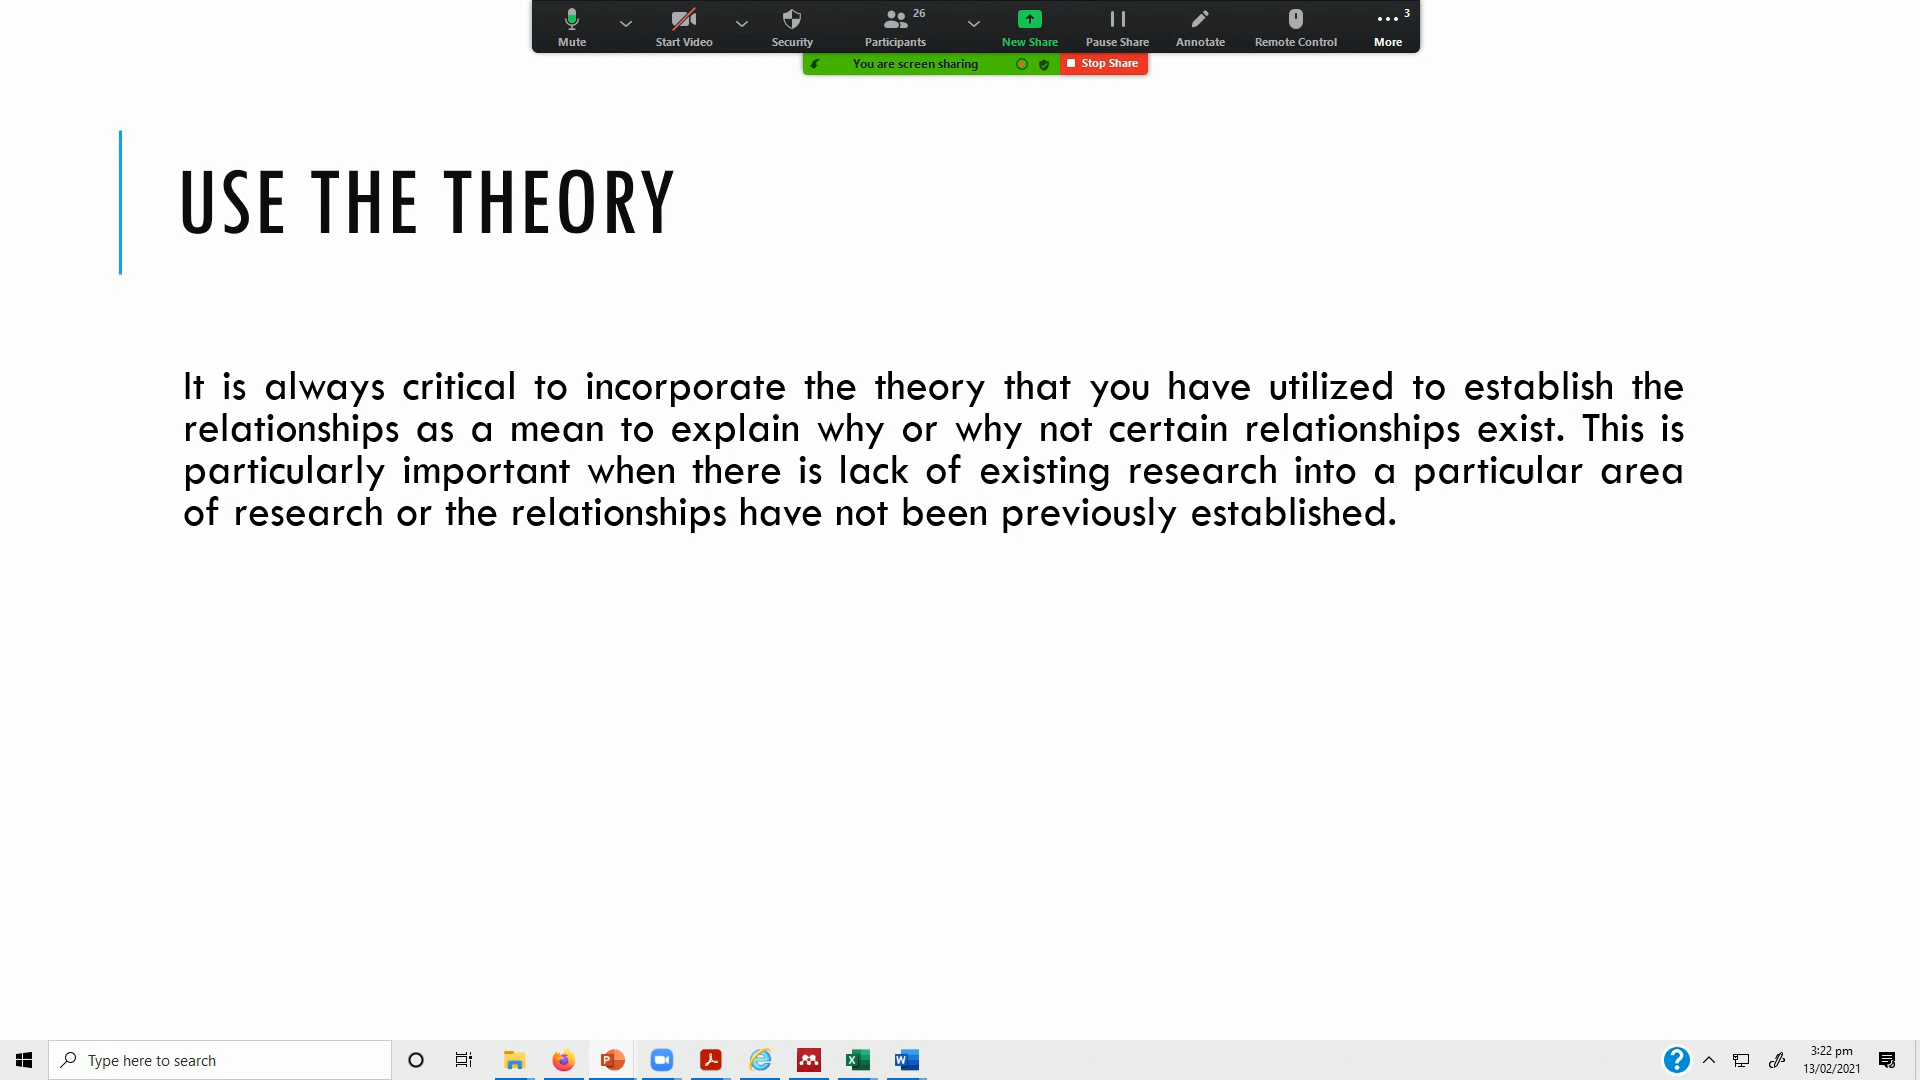 Mute
Start Video
Security
Participants 26
New Share
Pause Share
Annotate
Remote Control
More 3
You are screen sharing
Stop Share
USE THE THEORY
It is always critical to incorporate the theory that you have utilized to establish the
relationships as a mean to explain why or why not certain relationships exist. This is
particularly important when there is lack of existing research into a particular area
of research or the relationships have not been previously established.
Type here to search
3:22 pm
13/02/2021